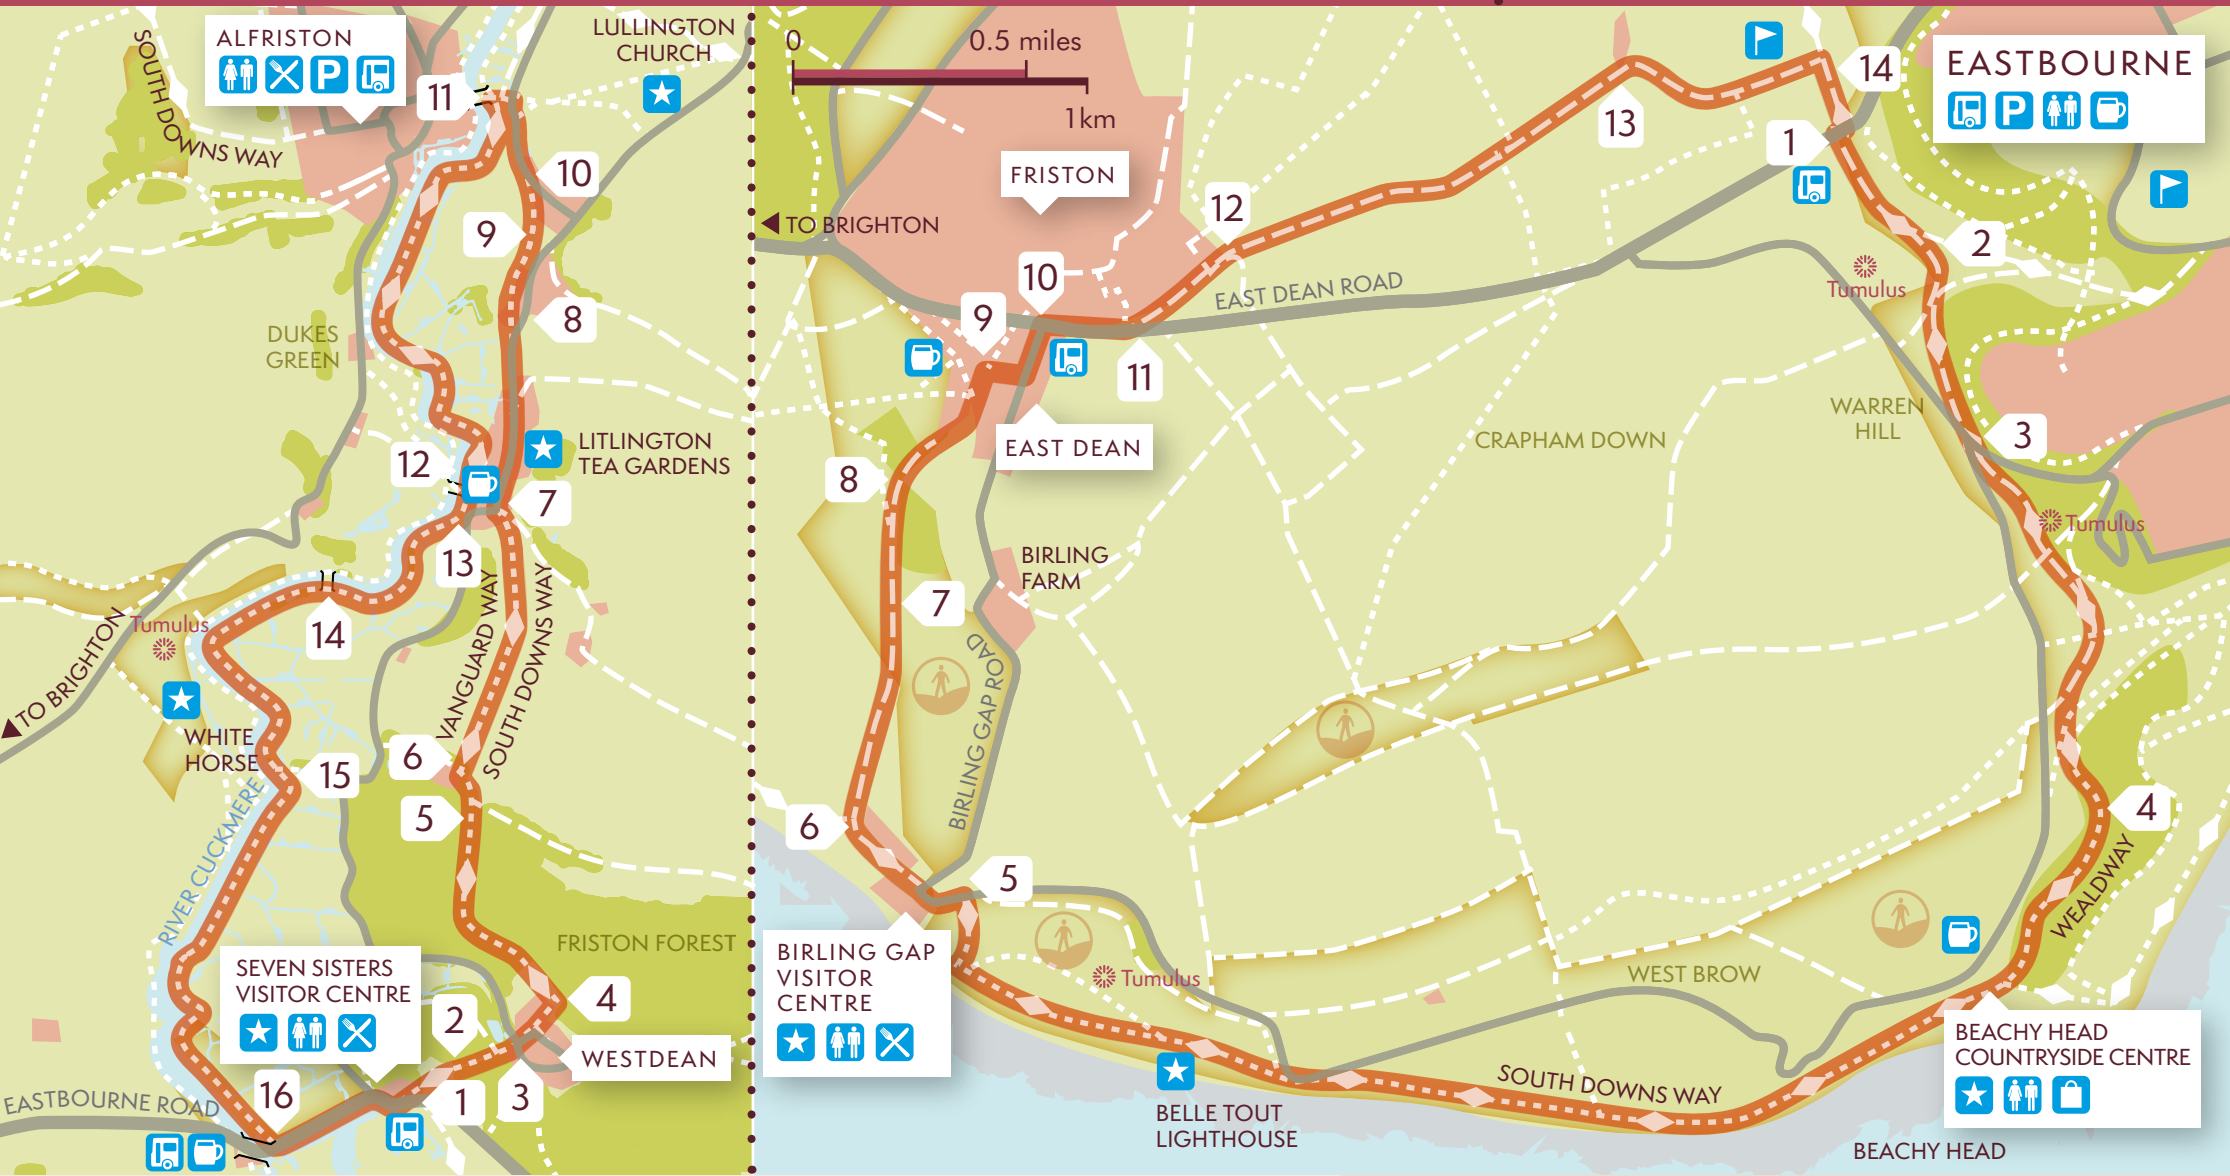 ALFRISTON
P
SOUTH DOWNS WAY
LULLINGTON
CHURCH
11
10
9
8
DUKES
GREEN
LITLINGTON
TEA GARDENS
12
7
13
14
Tumulus
TO BRIGHTON
WHITE
HORSE
VANGUARD WAY
SOUTH DOWNS WAY
6
15
5
RIVER CUCKMERE
FRISTON FOREST
SEVEN SISTERS
VISITOR CENTRE
4
2
WESTDEAN
16
1
3
EASTBOURNE ROAD
0
0.5 miles
1km
FRISTON
TO BRIGHTON
12
13
14
EASTBOURNE
P
1
2
10
9
EAST DEAN ROAD
Tumulus
11
EAST DEAN
CRAPHAM DOWN
WARREN
HILL
3
8
Tumulus
BIRLING
FARM
7
BIRLING GAP ROAD
6
4
5
WEALDWAY
BIRLING GAP
VISITOR
CENTRE
Tumulus
WEST BROW
BEACHY HEAD
COUNTRYSIDE CENTRE
SOUTH DOWNS WAY
BELLE TOUT
LIGHTHOUSE
BEACHY HEAD